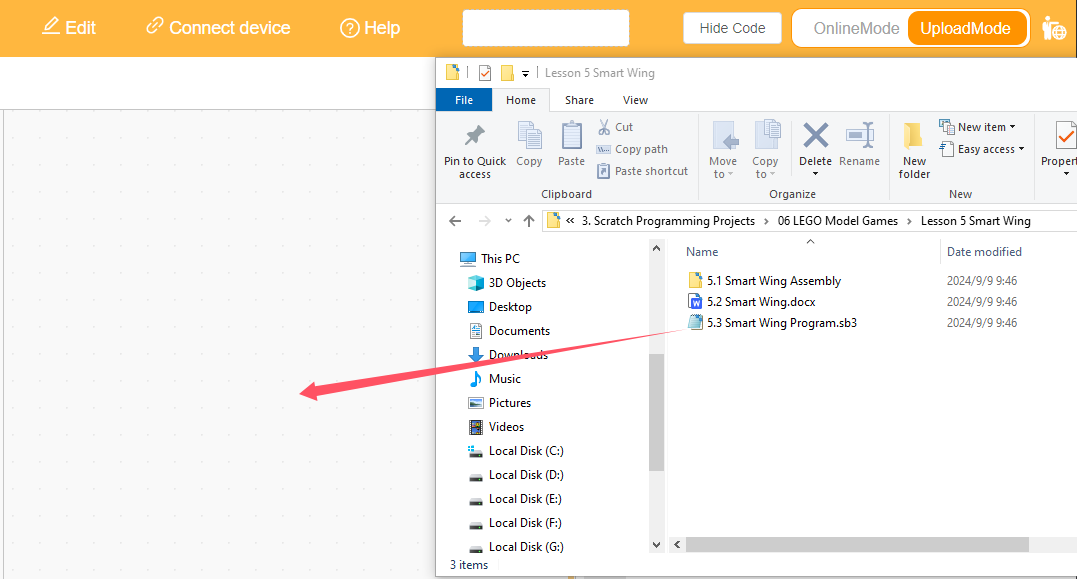 Edit
Connect device
Help
Hide Code
OnlineMode
UploadMode
Lesson 5 Smart Wing
File
Home
Share
View
Pin to Quick access
Copy
Paste
Cut
Copy path
Paste shortcut
Clipboard
Move to
Copy to
Delete
Rename
Organize
New folder
New item
Easy access
New
Propert
« 3. Scratch Programming Projects > 06 LEGO Model Games > Lesson 5 Smart Wing
This PC
3D Objects
Desktop
Documents
Downloads
Music
Pictures
Videos
Local Disk (C:)
Local Disk (D:)
Local Disk (E:)
Local Disk (F:)
Local Disk (G:)
Name Date modified
5.1 Smart Wing Assembly 2024/9/9 9:46
5.2 Smart Wing.docx 2024/9/9 9:46
5.3 Smart Wing Program.sb3 2024/9/9 9:46
3 items